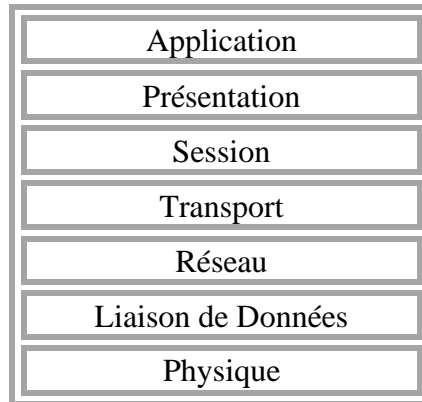 Application
Présentation
Session
Transport
Réseau
Liaison de Données
Physique